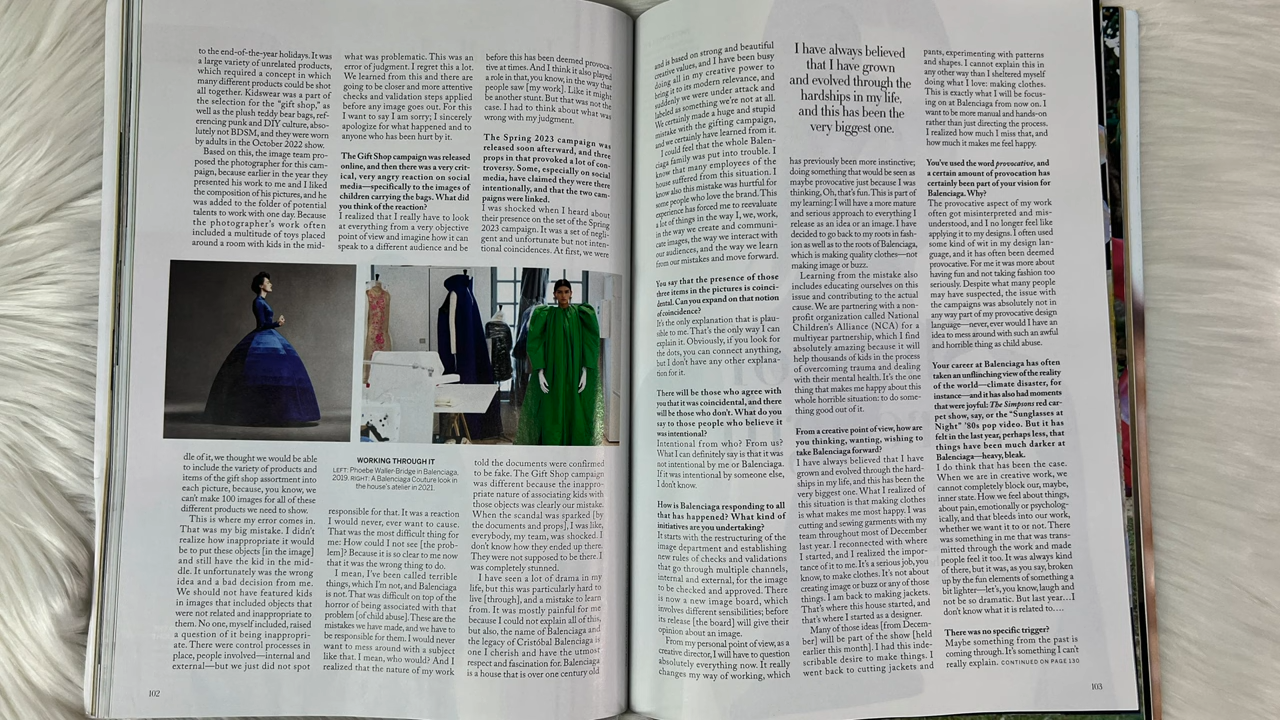 to the end-of-the-year holidays. It was
a large variety of unrelated products,
which required a concept in which
many different products could be shot
all together. Kidswear was a part of
the selection for the “gift shop,” as
well as the plush teddy bear bags, ref-
erencing punk and DIY culture, abso-
lutely not BDSM, and they were worn
by adults in the October 2022 show.
Based on this, the image team pro-
posed the photographer for this cam-
paign, because earlier in the year they
presented his work to me and I liked
the composition of his pictures, and he
was added to the folder of potential
talents to work with one day. Because
the photographer’s work often
included a multitude of toys placed
around a room with kids in the mid-
dle of it, we thought we would be able
to include the variety of products and
items of the gift shop assortment into
each picture, because, you know, we
can’t make 100 images for all of these
different products we need to show.
This is where my error comes in.
That was my big mistake. I didn’t
realize how inappropriate it would
be to put these objects [in the image]
and still have the kid in the mid-
dle. It unfortunately was the wrong
idea and a bad decision from me.
We should not have featured kids
in images that included objects that
were not related and inappropriate to
them. No one, myself included, raised
a question of it being inappropri-
ate. There were control processes in
place, people involved—internal and
external—but we just did not spot
what was problematic. This was an
error of judgment. I regret this a lot.
We learned from this and there are
going to be closer and more attentive
checks and validation steps applied
before any image goes out. For this
I want to say I am sorry; I sincerely
apologize for what happened and to
anyone who has been hurt by it.
The Gift Shop campaign was released
online, and then there was a very crit-
ical, very angry reaction on social
media—specifically to the images of
children carrying the bags. What did
you think of the reaction?
I realized that I really have to look
at everything from a very objective
point of view and imagine how it can
speak to a different audience and be
WORKING THROUGH IT
LEFT: Phoebe Waller-Bridge in Balenciaga,
2019. RIGHT: A Balenciaga Couture look in
the house’s atelier in 2021.
responsible for that. It was a reaction
I would never, ever want to cause.
That was the most difficult thing for
me: How could I not see [the prob-
lem]? Because it is so clear to me now
that it was the wrong thing to do.
I mean, I’ve been called terrible
things, which I’m not, and Balenciaga
is not. That was difficult on top of the
horror of being associated with that
problem [of child abuse]. These are the
mistakes we have made, and we have to
be responsible for them. I would never
want to mess around with a subject
like that. I mean, who would? And I
realized that the nature of my work
before this has been deemed provoca-
tive at times. And I think it also played
a role in that, you know, in the way that
people saw [my work]. Like it might
be another stunt. But that was not the
case. I had to think about what was
wrong with my judgment.
The Spring 2023 campaign was
released soon afterward, and three
props in that provoked a lot of con-
troversy. Some, especially on social
media, have claimed they were there
intentionally, and that the two cam-
paigns were linked.
I was shocked when I heard about
their presence on the set of the Spring
2023 campaign. It was a set of negli-
gent and unfortunate but not inten-
tional coincidences. At first, we were
told the documents were confirmed
to be fake. The Gift Shop campaign
was different because the inappro-
priate nature of associating kids with
those objects was clearly our mistake.
When the scandal was sparked [by
the documents and props], I was like,
everybody, my team, was shocked. I
don’t know how they ended up there.
They were not supposed to be there. I
was completely stunned.
I have seen a lot of drama in my
life, but this was particularly hard to
live [through], and a mistake to learn
from. It was mostly painful for me
because I could not explain all of this,
but also, the name of Balenciaga and
the legacy of Cristóbal Balenciaga is
one I cherish and have the utmost
respect and fascination for. Balenciaga
is a house that is over one century old
102
and is based on strong and beautiful
creative values, and I have been busy
doing all in my creative power to
bring it to its modern relevance, and
suddenly we were under attack and
labeled as something we’re not at all.
We certainly made a huge and stupid
mistake with the gifting campaign,
and we certainly have learned from it.
I could feel that the whole Balen-
ciaga family was put into trouble. I
know that many employees of the
house suffered from this situation. I
know also this mistake was hurtful for
some people who love the brand. This
experience has forced me to reevaluate
a lot of things in the way I, we, work,
in the way we create and communi-
cate images, the way we interact with
our audiences, and the way we learn
from our mistakes and move forward.
You say that the presence of those
three items in the pictures is coinci-
dental. Can you expand on that notion
of coincidence?
It’s the only explanation that is plau-
sible to me. That’s the only way I can
explain it. Obviously, if you look for
the dots, you can connect anything,
but I don’t have any other explana-
tion for it.
There will be those who agree with
you that it was coincidental, and there
will be those who don’t. What do you
say to those people who believe it
was intentional?
Intentional from who? From us?
What I can definitely say is that it was
not intentional by me or Balenciaga.
If it was intentional by someone else,
I don’t know.
How is Balenciaga responding to all
that has happened? What kind of
initiatives are you undertaking?
It starts with the restructuring of the
image department and establishing
new rules of checks and validations
that go through multiple channels,
internal and external, for the image
to be checked and approved. There
is now a new image board, which
involves different sensibilities; before
its release [the board] will give their
opinion about an image.
From my personal point of view, as a
creative director, I will have to question
absolutely everything now. It really
changes my way of working, which
I have always believed
that I have grown
and evolved through the
hardships in my life,
and this has been the
very biggest one.
has previously been more instinctive;
doing something that would be seen as
maybe provocative just because I was
thinking, Oh, that’s fun. This is part of
my learning: I will have a more mature
and serious approach to everything I
release as an idea or an image. I have
decided to go back to my roots in fash-
ion as well as to the roots of Balenciaga,
which is making quality clothes—not
making image or buzz.
Learning from the mistake also
includes educating ourselves on this
issue and contributing to the actual
cause. We are partnering with a non-
profit organization called National
Children’s Alliance (NCA) for a
multiyear partnership, which I find
absolutely amazing because it will
help thousands of kids in the process
of overcoming trauma and dealing
with their mental health. It’s the one
thing that makes me happy about this
whole horrible situation: to do some-
thing good out of it.
From a creative point of view, how are
you thinking, wanting, wishing to
take Balenciaga forward?
I have always believed that I have
grown and evolved through the hard-
ships in my life, and this has been the
very biggest one. What I realized of
this situation is that making clothes
is what makes me most happy. I was
cutting and sewing garments with my
team throughout most of December
last year. I reconnected with where
I started, and I realized the impor-
tance of it to me. It’s a serious job, you
know, to make clothes. It’s not about
creating image or buzz or any of those
things. I am back to making jackets.
That’s where this house started, and
that’s where I started as a designer.
Many of those ideas [from Decem-
ber] will be part of the show [held
earlier this month]. I had this inde-
scribable desire to make things. I
went back to cutting jackets and
pants, experimenting with patterns
and shapes. I cannot explain this in
any other way than I sheltered myself
doing what I love: making clothes.
This is exactly what I will be focus-
ing on at Balenciaga from now on. I
want to be more manual and hands-on
rather than just directing the process.
I realized how much I miss that, and
how much it makes me feel happy.
You’ve used the word provocative, and
a certain amount of provocation has
certainly been part of your vision for
Balenciaga. Why?
The provocative aspect of my work
often got misinterpreted and mis-
understood, and I no longer feel like
applying it to my designs. I often used
some kind of wit in my design lan-
guage, and it has often been deemed
provocative. For me it was more about
having fun and not taking fashion too
seriously. Despite what many people
may have suspected, the issue with
the campaigns was absolutely not in
any way part of my provocative design
language—never, ever would I have an
idea to mess around with such an awful
and horrible thing as child abuse.
Your career at Balenciaga has often
taken an unflinching view of the reality
of the world—climate disaster, for
instance—and it has also had moments
that were joyful: The Simpsons red car-
pet show, say, or the “Sunglasses at
Night” ’80s pop video. But it has
felt in the last year, perhaps less, that
things have been much darker at
Balenciaga—heavy, bleak.
I do think that has been the case.
When we are in creative work, we
cannot completely block our, maybe,
inner state. How we feel about things,
about pain, emotionally or psycholog-
ically, and that bleeds into our work,
whether we want it to or not. There
was something in me that was trans-
mitted through the work and made
people feel it too. It was always kind
of there, but it was, as you say, broken
up by the fun elements of something a
bit lighter—let’s, you know, laugh and
not be so dramatic. But last year…I
don’t know what it is related to.…
There was no specific trigger?
Maybe something from the past is
coming through. It’s something I can’t
really explain. CONTINUED ON PAGE 130
103